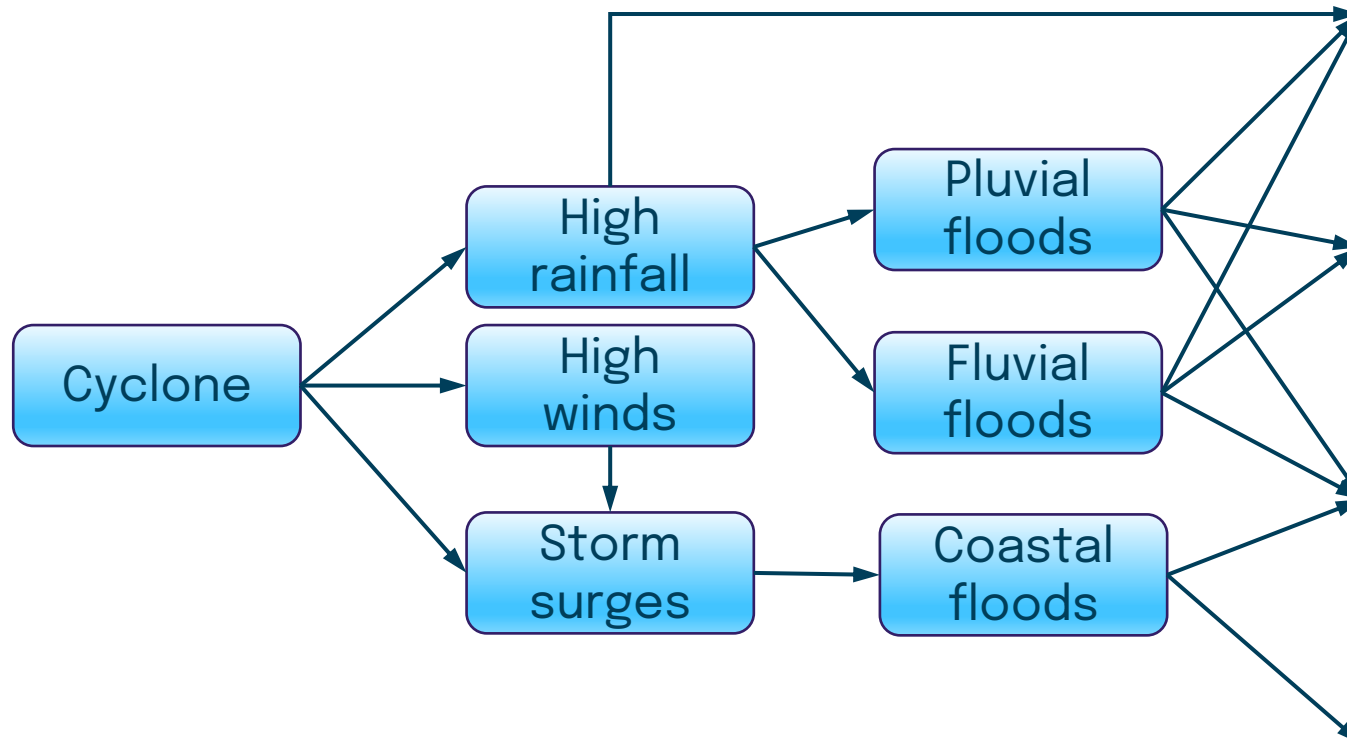 Cyclone
High
rainfall
High
winds
Storm
surges
Pluvial
floods
Fluvial
floods
Coastal
floods